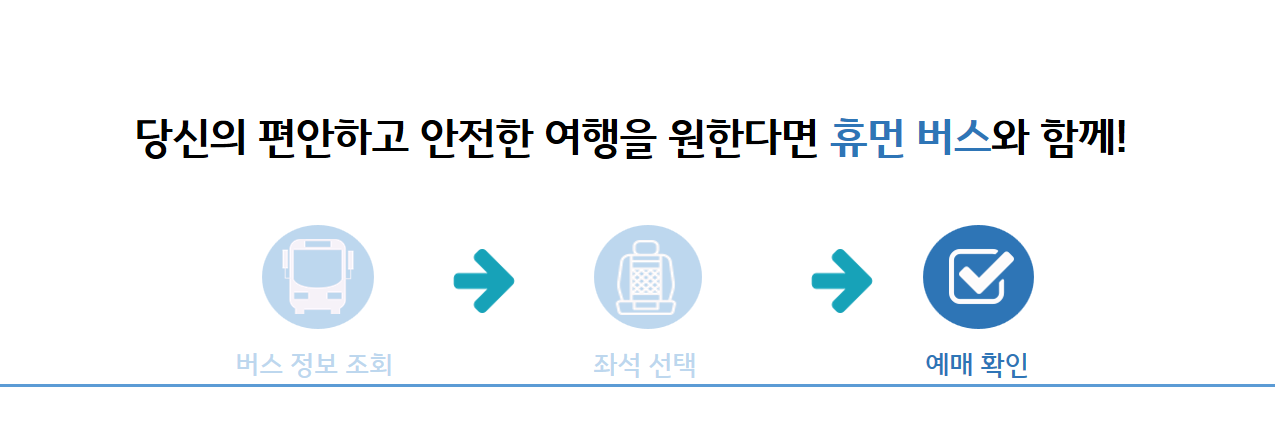 당신의 편안하고 안전한 여행을 원한다면 휴먼 버스와 함께!
버스 정보 조회
좌석 선택
예매 확인